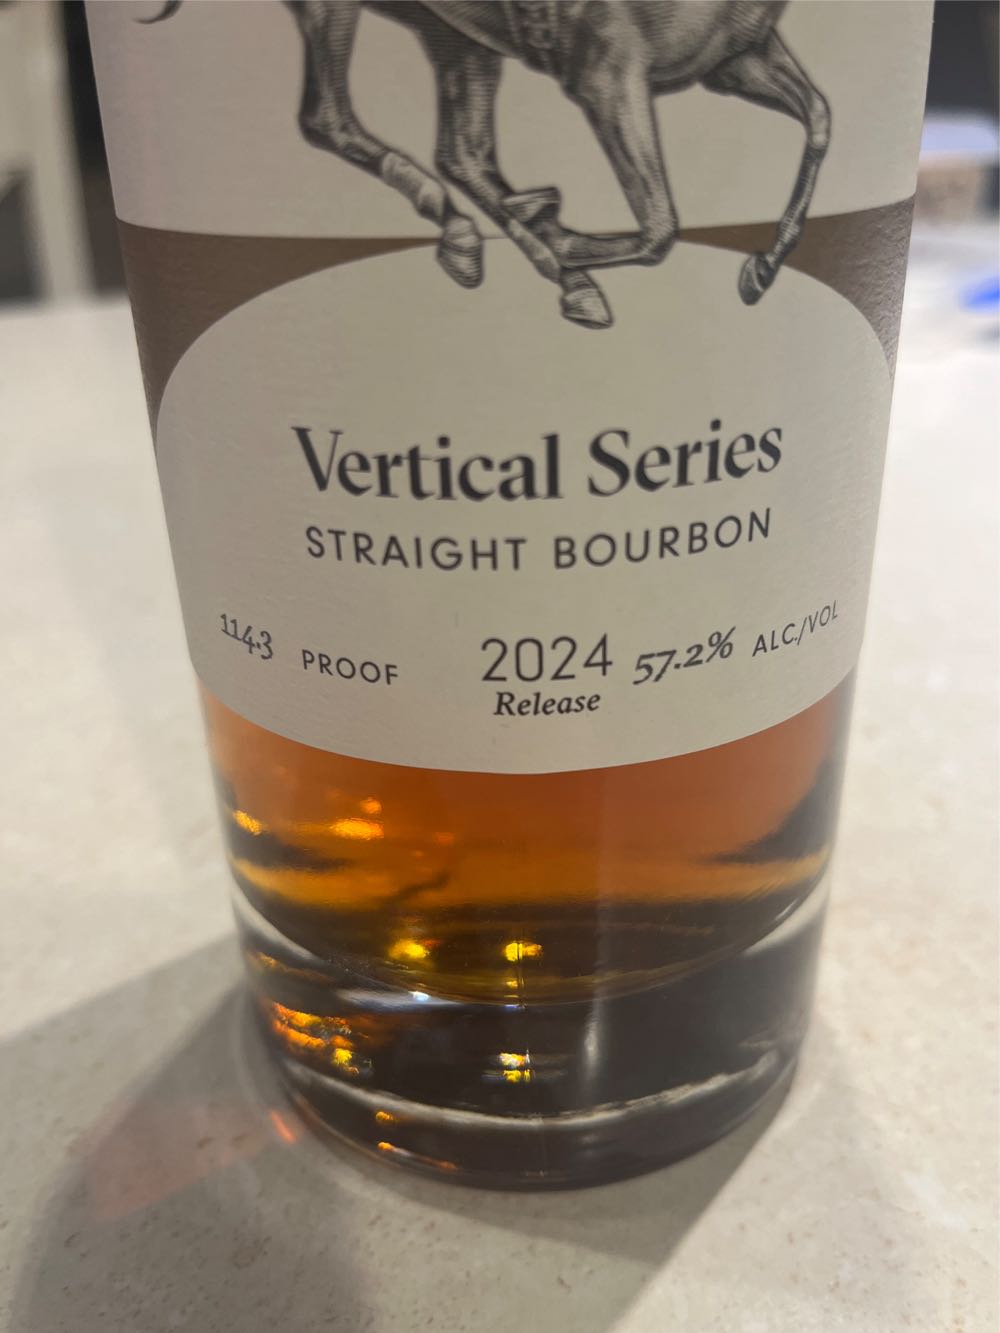 Vertical Series
STRAIGHT BOURBON
114.3 PROOF 2024 57.2% ALC./VOL
Release